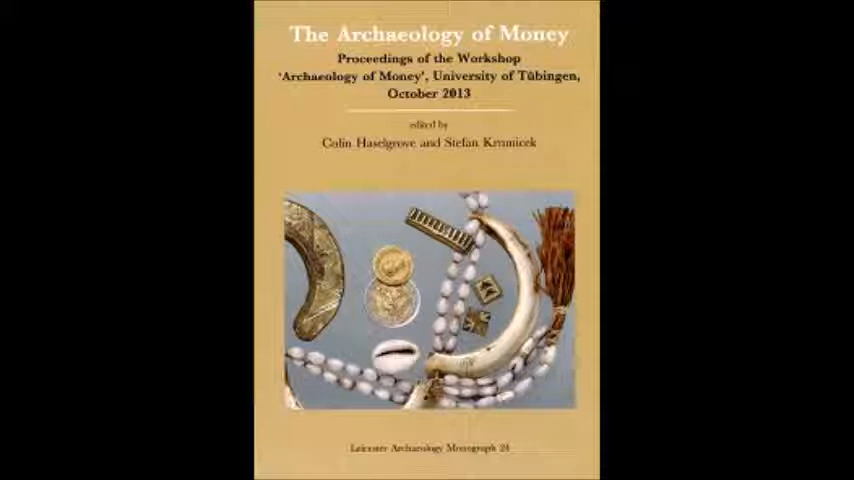 The Archaeology of Money
Proceedings of the Workshop
‘Archaeology of Money’, University of Tübingen,
October 2013
edited by
Colin Haselgrove and Stefan Krmnicek
Leicester Archaeology Monograph 24